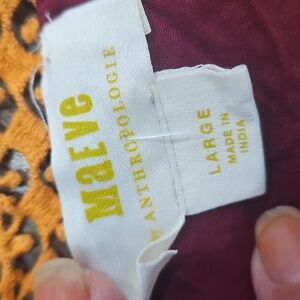 maeve
BY ANTHROPOLOGIE
LARGE
MADE IN
INDIA